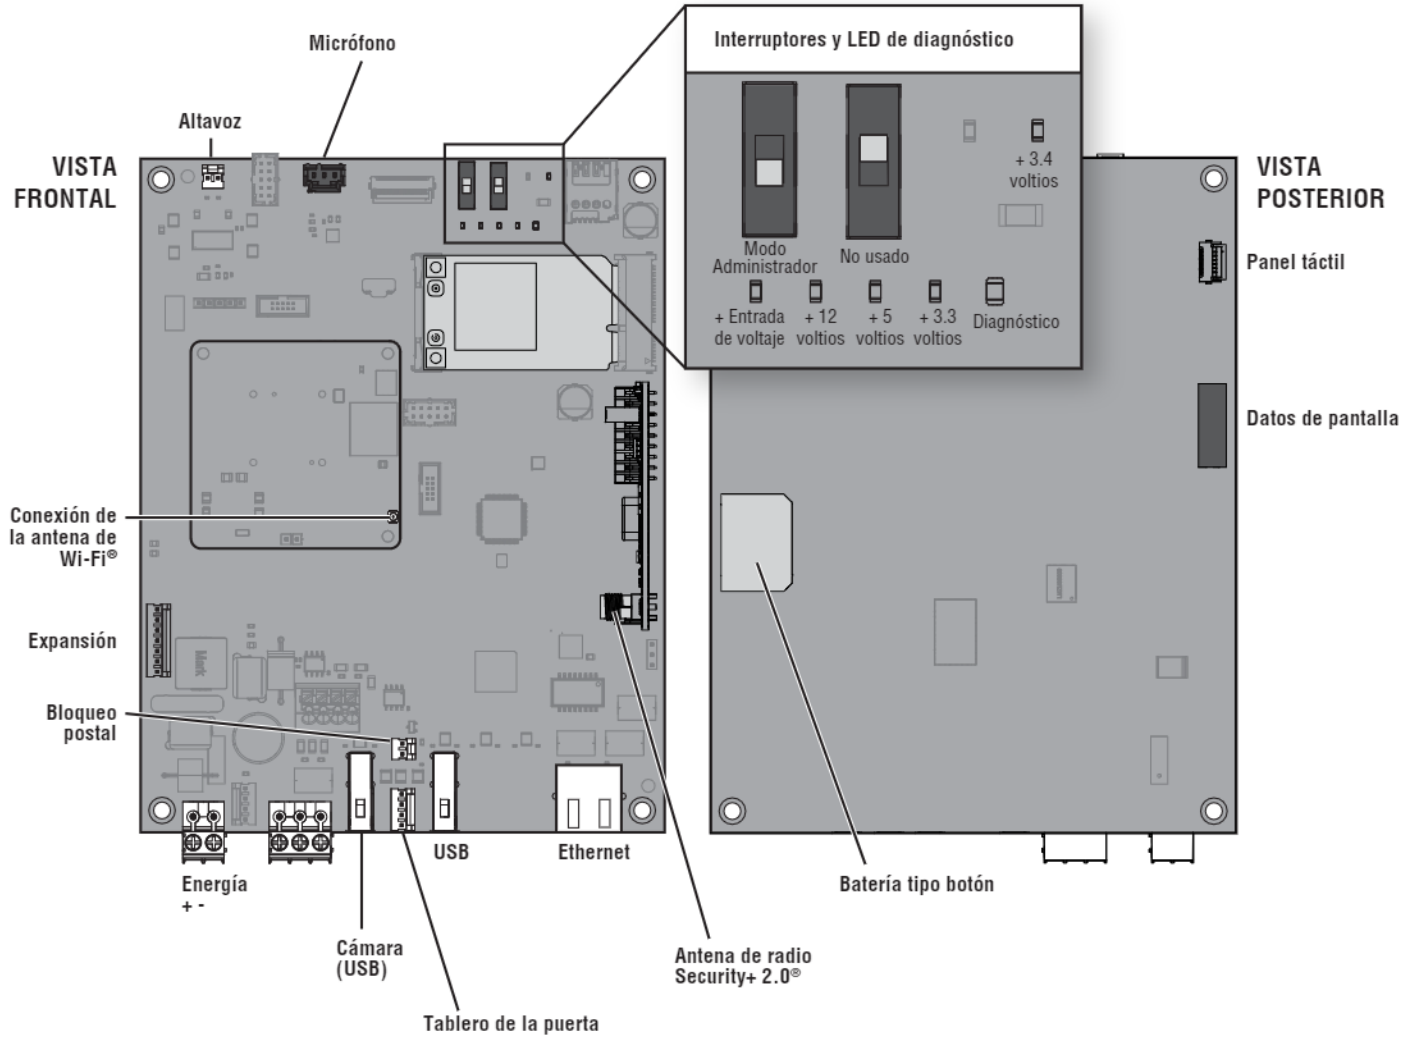 Micrófono
Interruptores y LED de diagnóstico
Altavoz
VISTA
FRONTAL
+ 3.4
voltios
VISTA
POSTERIOR
Modo
Administrador
No usado
Panel táctil
+ Entrada
de voltaje
+ 12
voltios
+ 5
voltios
+ 3.3
voltios
Diagnóstico
Datos de pantalla
Conexión de
la antena de
Wi-Fi®
Expansión
Mark
Bloqueo
postal
USB
Ethernet
Energía
+ -
Batería tipo botón
Cámara
(USB)
Antena de radio
Security+ 2.0®
Tablero de la puerta